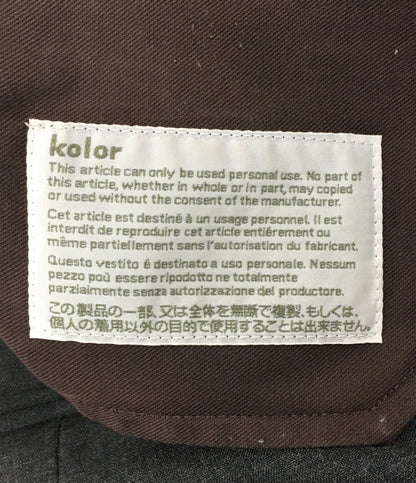 kolor
This article can only be used personal use. No part of
this article, whether in whole or in part, may copied
or used without the consent of the manufacturer.
Cet article est destiné à un usage personnel. Il est
interdit de reproduire cet article entiérement ou
même partiellement sans l'autorisation du fabricant.
Questo vestito é destinato a uso personale. Nessum
pezzo può essere ripodotto ne totalmente
parziaimente senza autorizzazione del productore.
この製品の一部、又は全体を無断で複製、もしくは、
個人の着用以外の目的で使用することは出来ません。